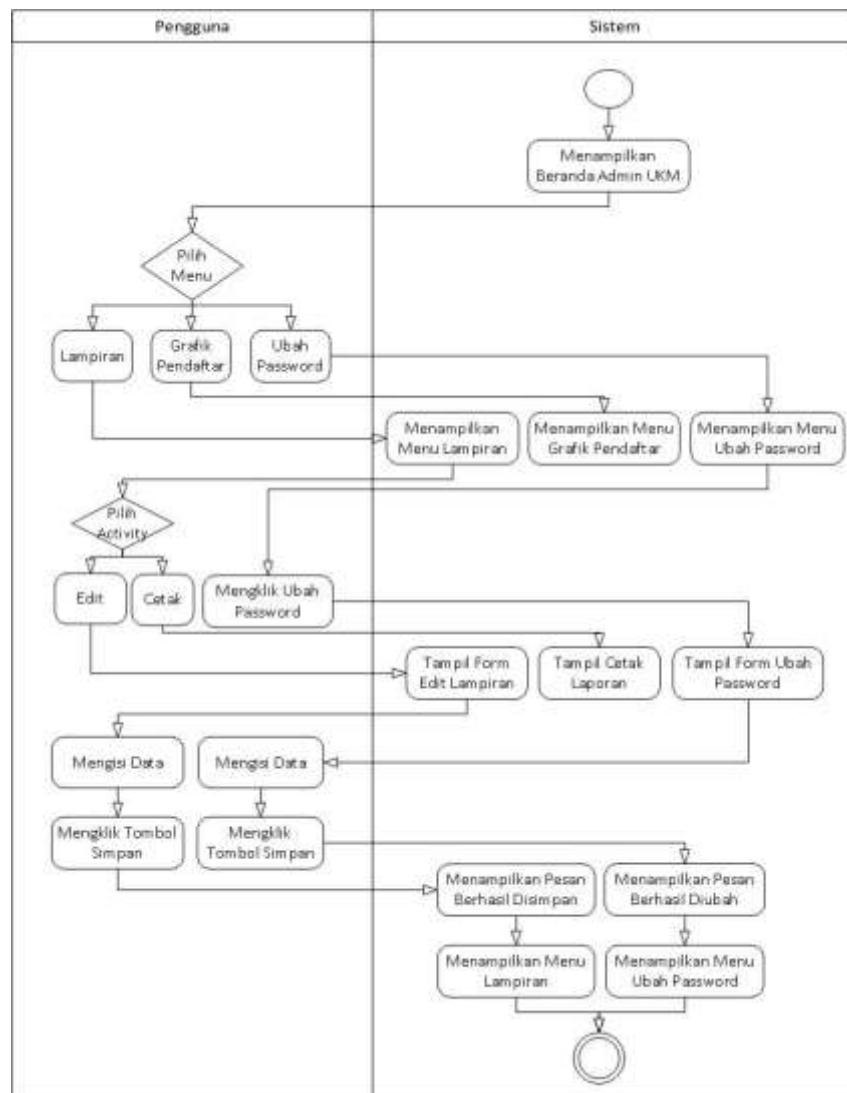 Pengguna
Sistem
Menampilkan
Beranda Admin UKM
Pilih
Menu
Lampiran
Grafik
Pendaftar
Ubah
Password
Menampilkan
Menu Lampiran
Menampilkan Menu
Grafik Pendaftar
Menampilkan Menu
Ubah Password
Pilih
Activity
Edit
Cetak
Mengklik Ubah
Password
Tampil Form
Edit Lampiran
Tampil Cetak
Laporan
Tampil Form Ubah
Password
Mengisi Data
Mengisi Data
Mengklik Tombol
Simpan
Mengklik
Tombol Simpan
Menampilkan Pesan
Berhasil Disimpan
Menampilkan Pesan
Berhasil Diubah
Menampilkan Menu
Lampiran
Menampilkan Menu
Ubah Password